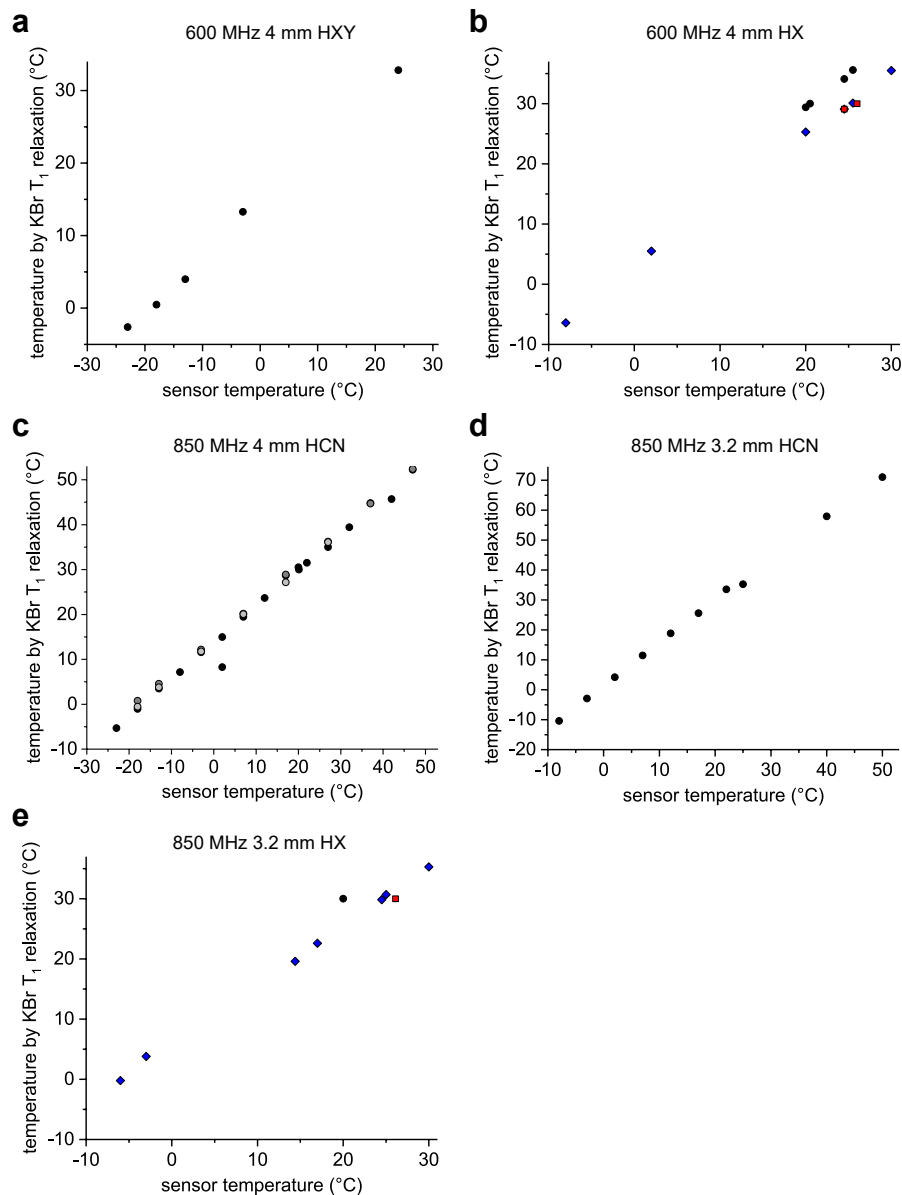 a
600 MHz 4 mm HXY
temperature by KBr T₁ relaxation (°C)
30
20
10
0
-30 -20 -10 0 10 20 30
sensor temperature (°C)
b
600 MHz 4 mm HX
temperature by KBr T₁ relaxation (°C)
30
20
10
0
-10
-10 0 10 20 30
sensor temperature (°C)
c
850 MHz 4 mm HCN
temperature by KBr T₁ relaxation (°C)
50
40
30
20
10
0
-10
-30 -20 -10 0 10 20 30 40 50
sensor temperature (°C)
d
850 MHz 3.2 mm HCN
temperature by KBr T₁ relaxation (°C)
70
60
50
40
30
20
10
0
-10
-20
-10 0 10 20 30 40 50
sensor temperature (°C)
e
850 MHz 3.2 mm HX
temperature by KBr T₁ relaxation (°C)
30
20
10
0
-10
-10 0 10 20 30
sensor temperature (°C)